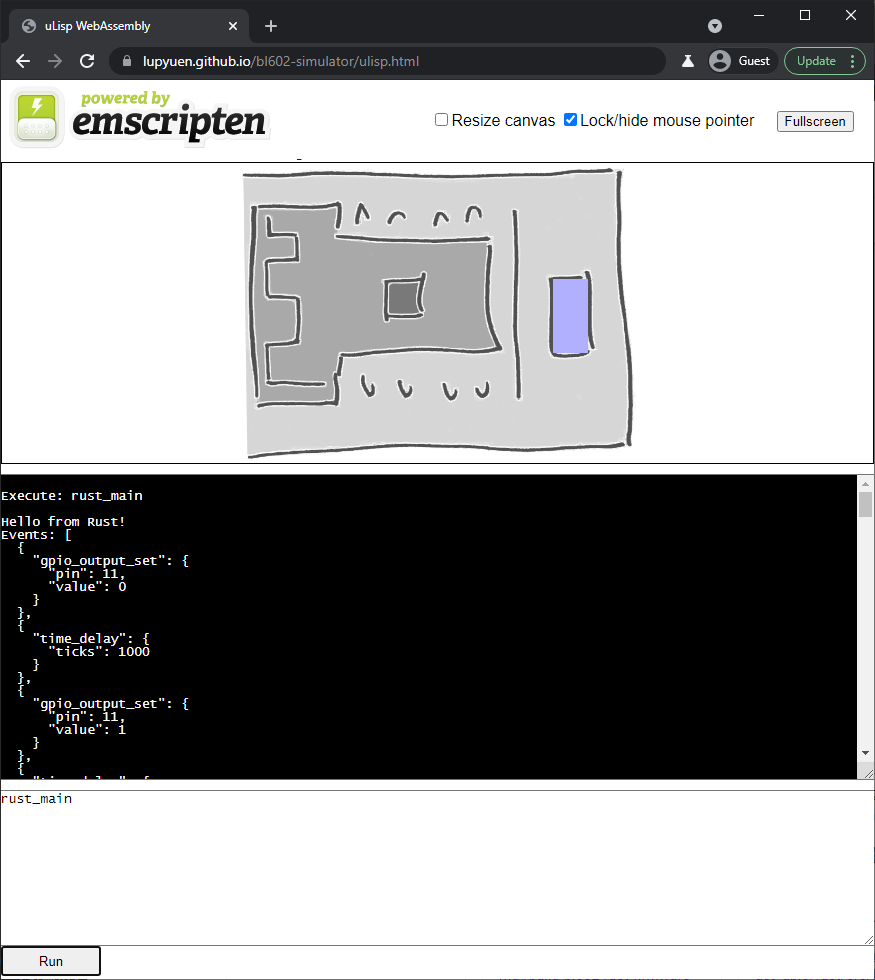 uLisp WebAssembly
lupyuen.github.io/bl602-simulator/ulisp.html
Guest
Update
powered by
emscripten
Resize canvas
Lock/hide mouse pointer
Fullscreen
Execute: rust_main
Hello from Rust!
Events: [
{
"gpio_output_set": {
"pin": 11,
"value": 0
}
},
{
"time_delay": {
"ticks": 1000
}
},
{
"gpio_output_set": {
"pin": 11,
"value": 1
}
},
{
rust_main
Run